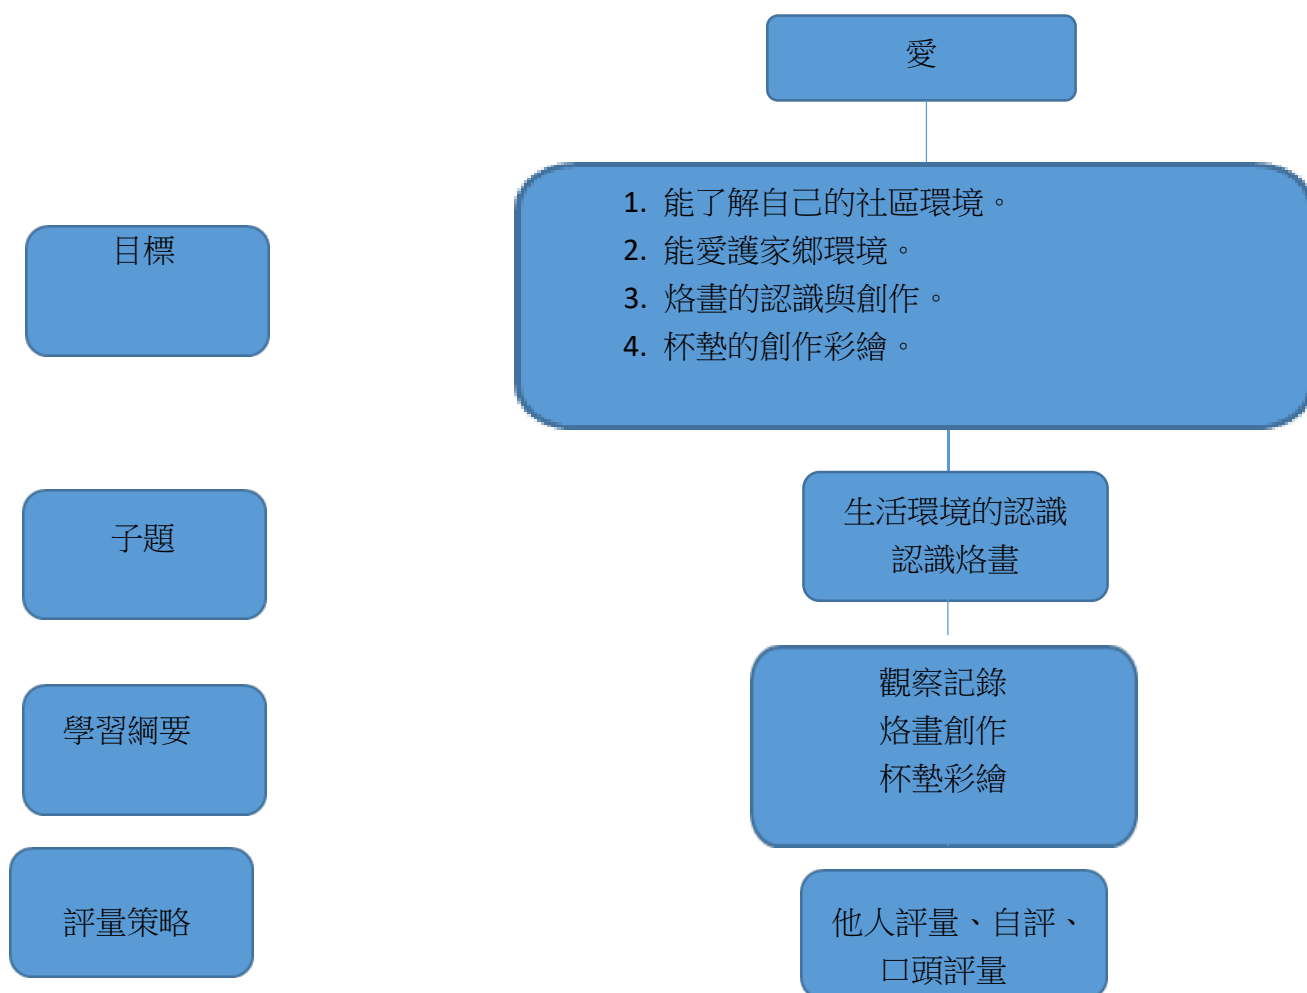 愛
目標
1. 能了解自己的社區環境。
2. 能愛護家鄉環境。
3. 烙畫的認識與創作。
4. 杯墊的創作彩繪。
子題
生活環境的認識
認識烙畫
學習綱要
觀察記錄
烙畫創作
杯墊彩繪
評量策略
他人評量、自評、
口頭評量